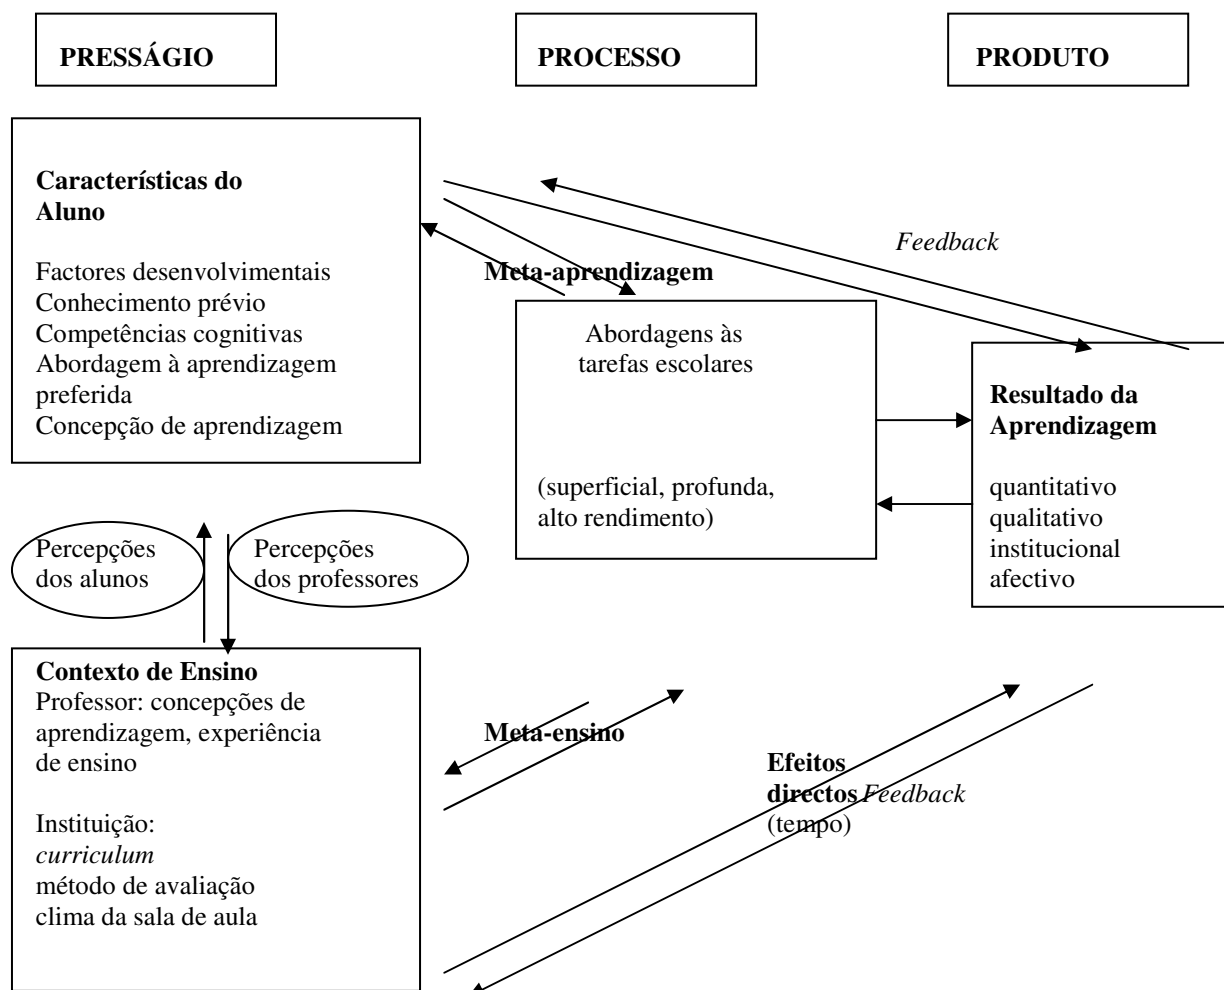 PRESSÁGIO
PROCESSO
PRODUTO
Características do
Aluno
Factores desenvolvimentais
Conhecimento prévio
Competências cognitivas
Abordagem à aprendizagem
preferida
Concepção de aprendizagem
Feedback
Meta-aprendizagem
Abordagens às
tarefas escolares
(superficial, profunda,
alto rendimento)
Resultado da
Aprendizagem
quantitativo
qualitativo
institucional
afectivo
Percepções
dos alunos
Percepções
dos professores
Contexto de Ensino
Professor: concepções de
aprendizagem, experiência
de ensino
Instituição:
curriculum
método de avaliação
clima da sala de aula
Meta-ensino
Efeitos
directos Feedback
(tempo)